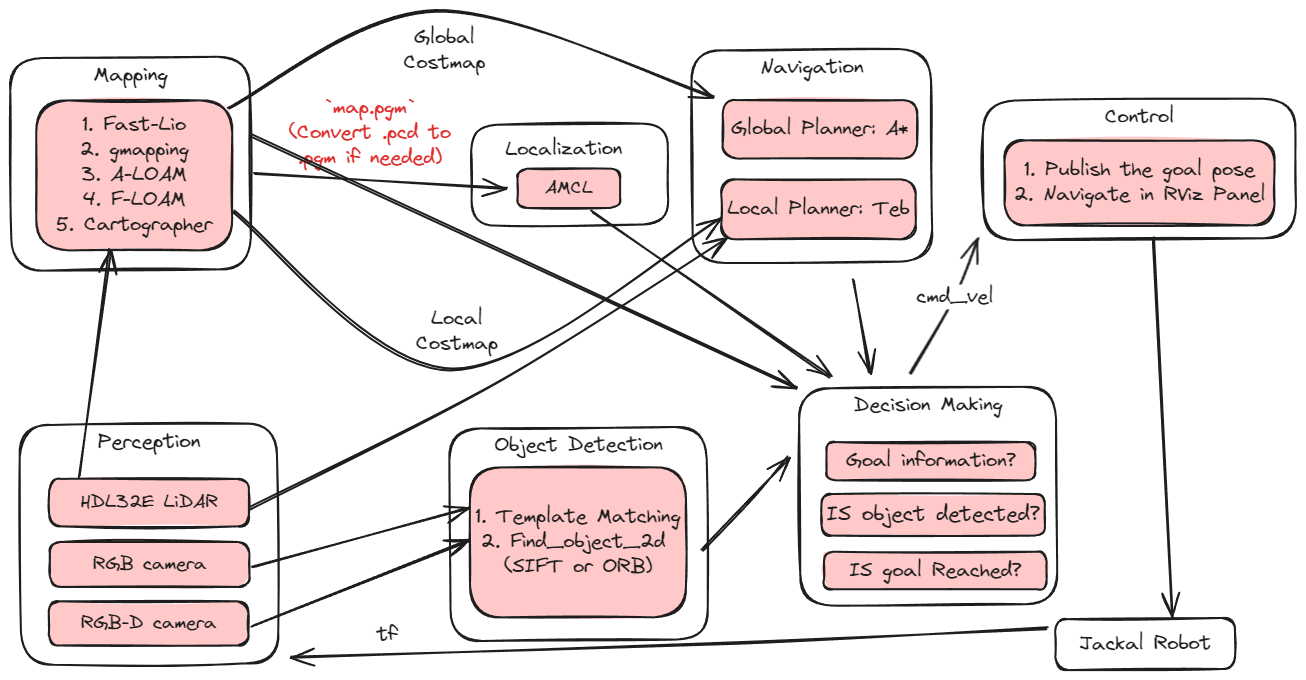 Global
Costmap
Mapping
1. Fast-Lio
2. gmapping
3. A-LOAM
4. F-LOAM
5. Cartographer
`map.pgm`
(Convert .pcd to
.pgm if needed)
Localization
AMCL
Navigation
Global Planner: A*
Local Planner: Teb
Control
1. Publish the goal pose
2. Navigate in RViz Panel
cmd_vel
Local
Costmap
Perception
HDL32E LiDAR
RGB camera
RGB-D camera
Object Detection
1. Template Matching
2. Find_object_2d
(SIFT or ORB)
Decision Making
Goal information?
IS object detected?
IS goal Reached?
tf
Jackal Robot